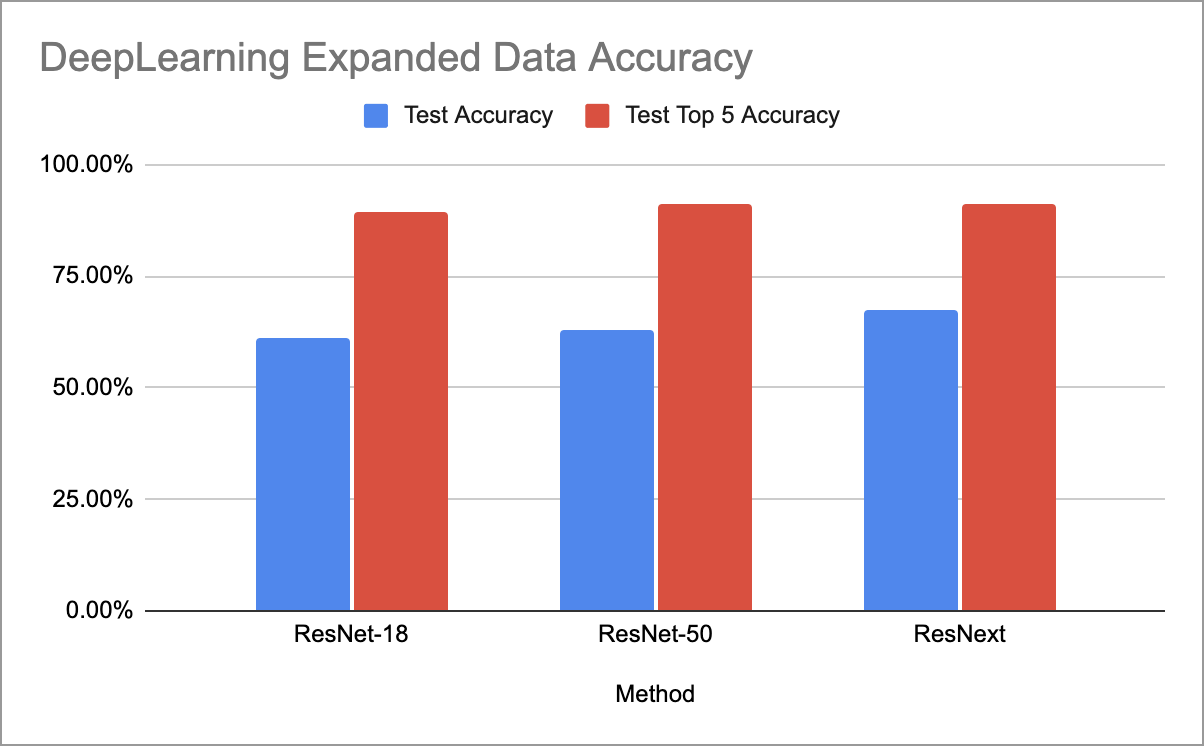 DeepLearning Expanded Data Accuracy
Test Accuracy Test Top 5 Accuracy
100.00%
75.00%
50.00%
25.00%
0.00%
ResNet-18 ResNet-50 ResNext
Method